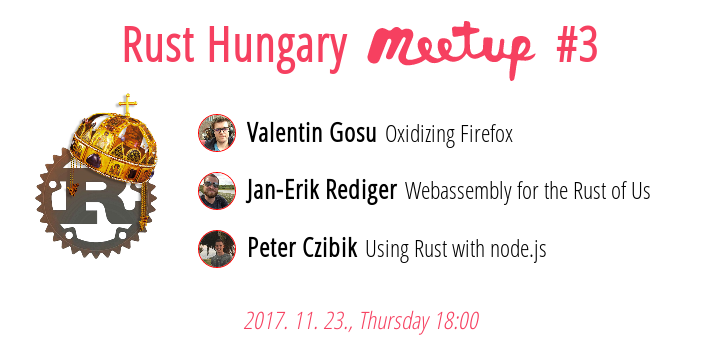 Rust Hungary Meetup #3
R
Valentin Gosu Oxidizing Firefox
Jan-Erik Rediger Webassembly for the Rust of Us
Peter Czibik Using Rust with node.js
2017. 11. 23., Thursday 18:00